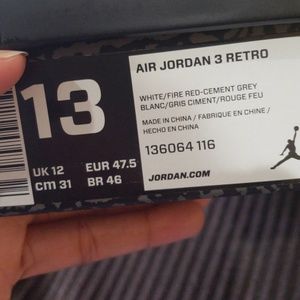 13
UK 12 EUR 47.5
CM 31 BR 46
AIR JORDAN 3 RETRO
WHITE/FIRE RED-CEMENT GREY
BLANC/GRIS CIMENT/ROUGE FEU
MADE IN CHINA / FABRIQUE EN CHINE /
HECHO EN CHINA
136064 116
JORDAN.COM